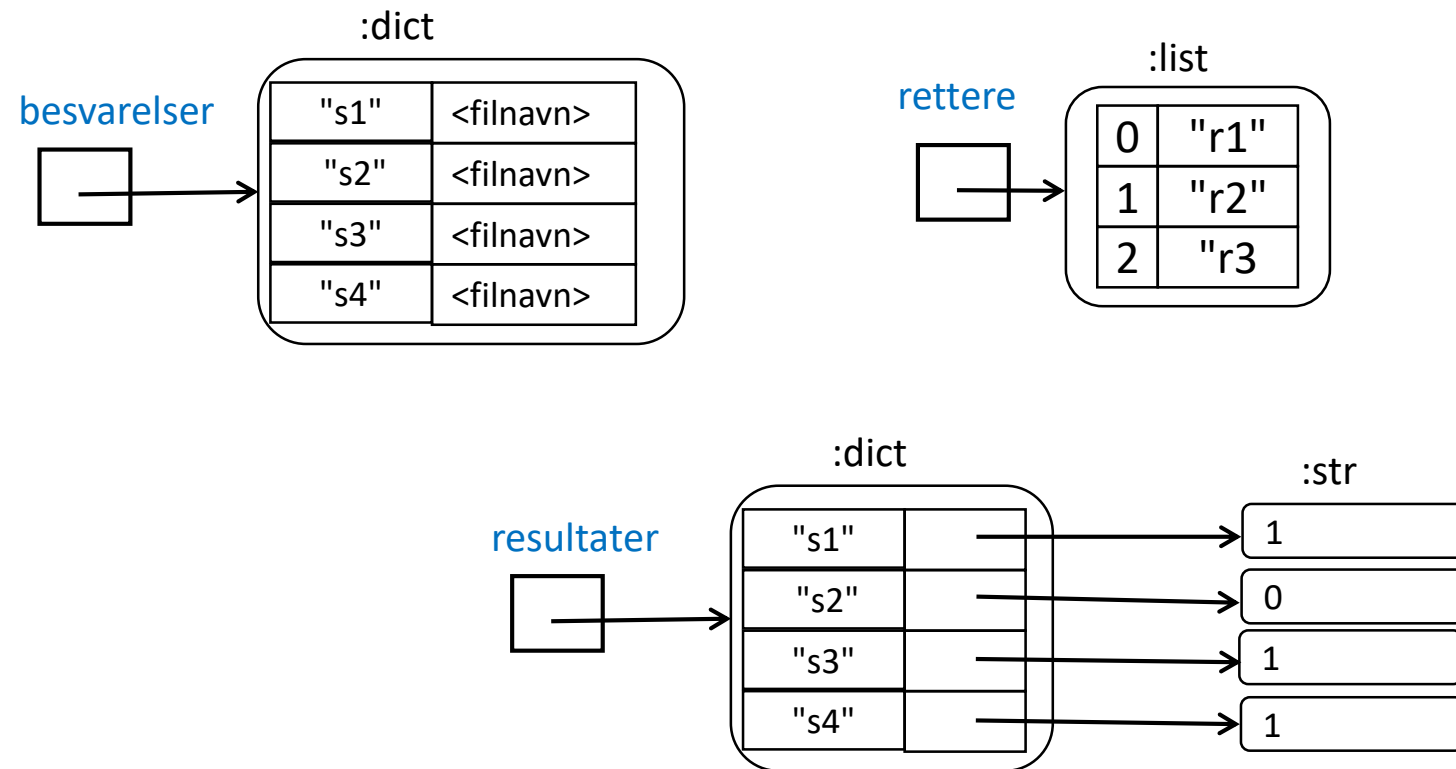 :dict
besvarelser
"s1" <filnavn>
"s2" <filnavn>
"s3" <filnavn>
"s4" <filnavn>
:list
rettere
0 "r1"
1 "r2"
2 "r3
:dict
resultater
"s1"
"s2"
"s3"
"s4"
:str
1
0
1
1